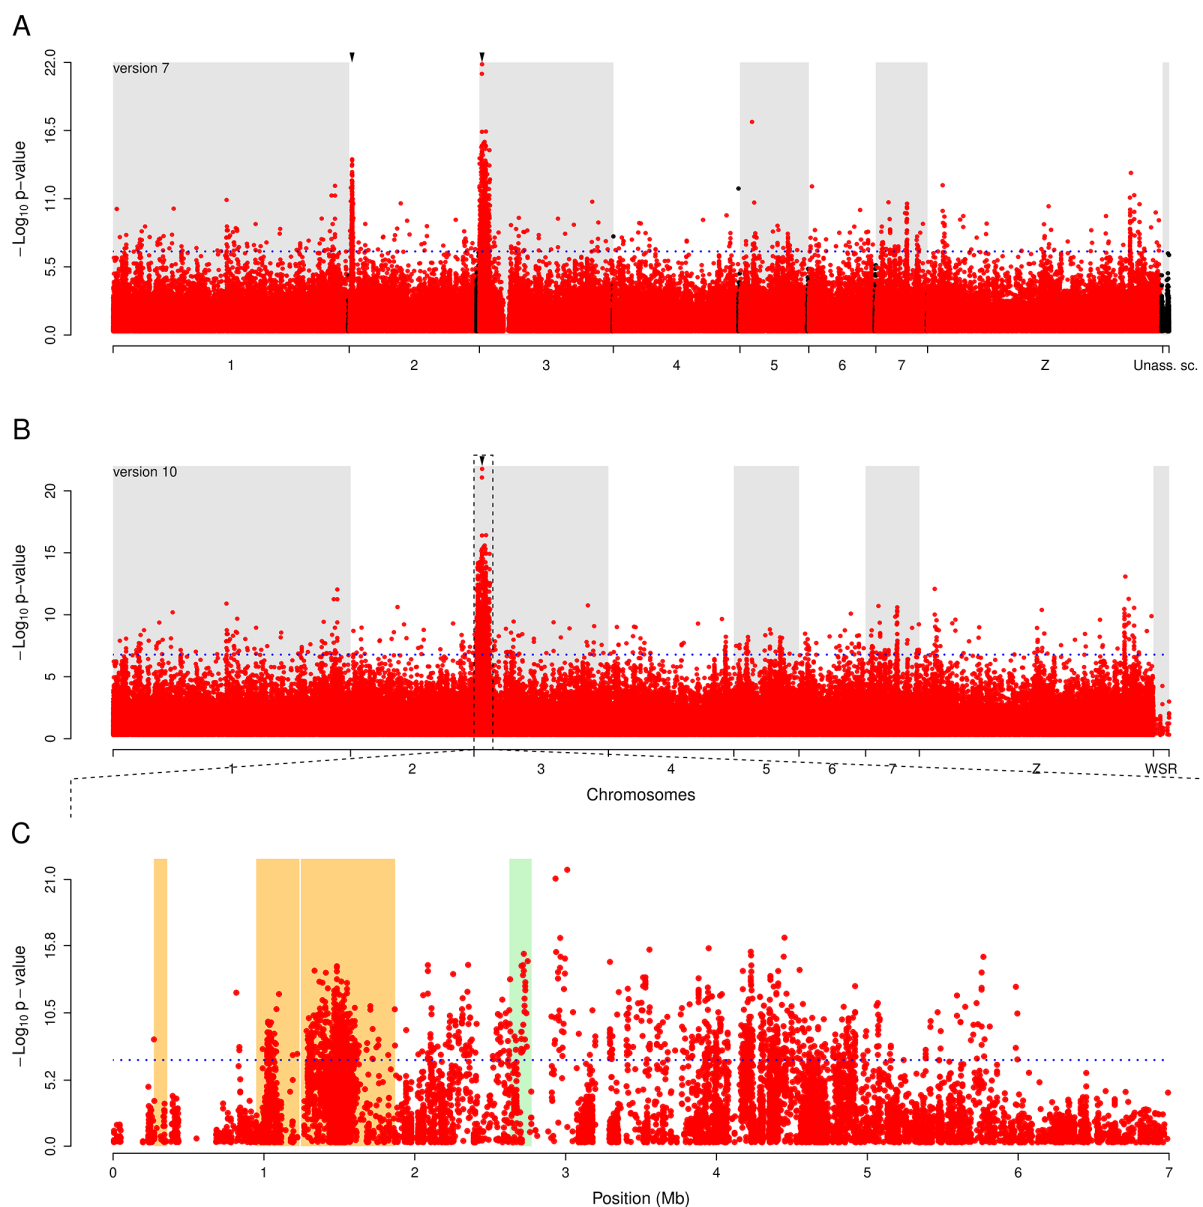 A
version 7
22.0
16.5
11.0
5.5
0.0
−Log10 p−value
1 2 3 4 5 6 7 Z Unass. sc.
B
version 10
20
15
10
5
0
−Log10 p−value
1 2 3 4 5 6 7 Z WSR
Chromosomes
C
21.0
15.8
10.5
5.2
0.0
−Log10 p−value
0 1 2 3 4 5 6 7
Position (Mb)